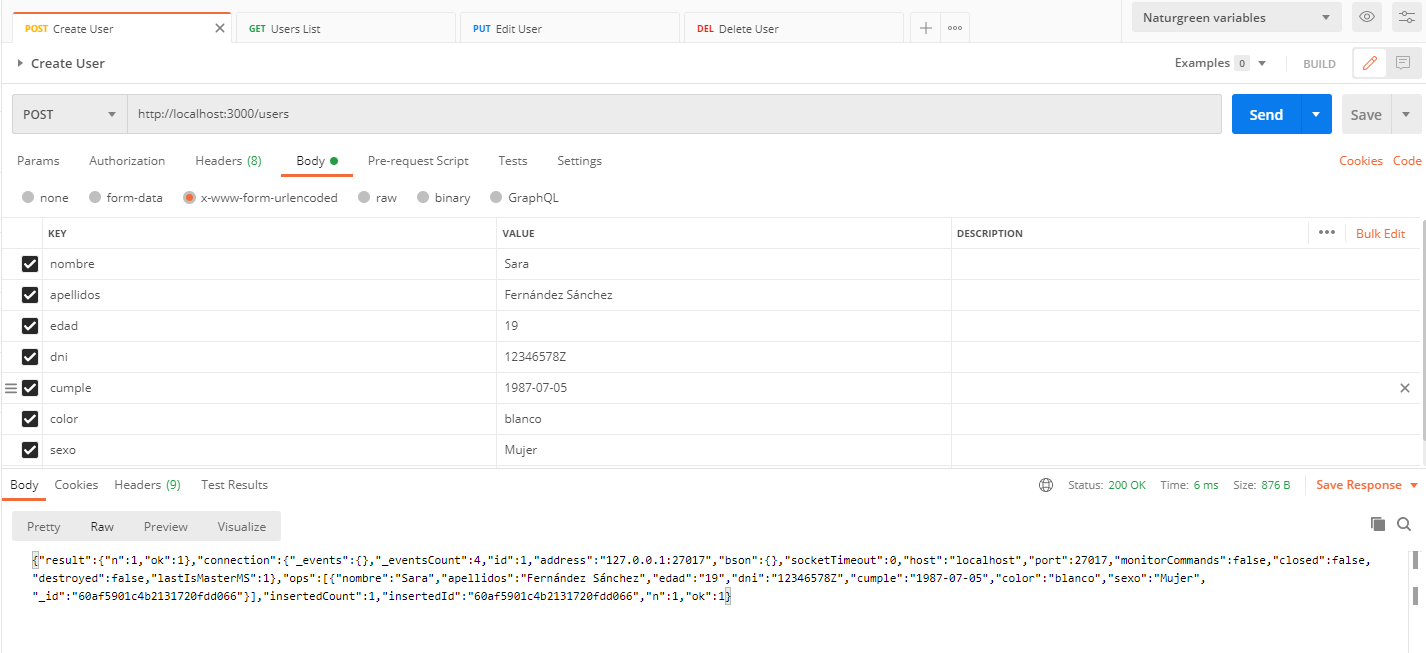 POST Create User GET Users List PUT Edit User DEL Delete User Naturgreen variables
Create User Examples 0 BUILD
POST http://localhost:3000/users Send Save
Params Authorization Headers (8) Body Pre-request Script Tests Settings Cookies Code
none form-data x-www-form-urlencoded raw binary GraphQL
KEY VALUE DESCRIPTION Bulk Edit
nombre Sara
apellidos Fernández Sánchez
edad 19
dni 12346578Z
cumple 1987-07-05
color blanco
sexo Mujer
Body Cookies Headers (9) Test Results Status: 200 OK Time: 6 ms Size: 876 B Save Response
Pretty Raw Preview Visualize
{"result":{"n":1,"ok":1},"connection":{"_events":{},"_eventsCount":4,"id":1,"address":"127.0.0.1:27017","bson":{},"socketTimeout":0,"host":"localhost","port":27017,"monitorCommands":false,"closed":false,
"destroyed":false,"lastIsMasterMS":1},"ops":[{"nombre":"Sara","apellidos":"Fernández Sánchez","edad":"19","dni":"12346578Z","cumple":"1987-07-05","color":"blanco","sexo":"Mujer",
"_id":"60af5901c4b2131720fdd066"}],"insertedCount":1,"insertedId":"60af5901c4b2131720fdd066","n":1,"ok":1}